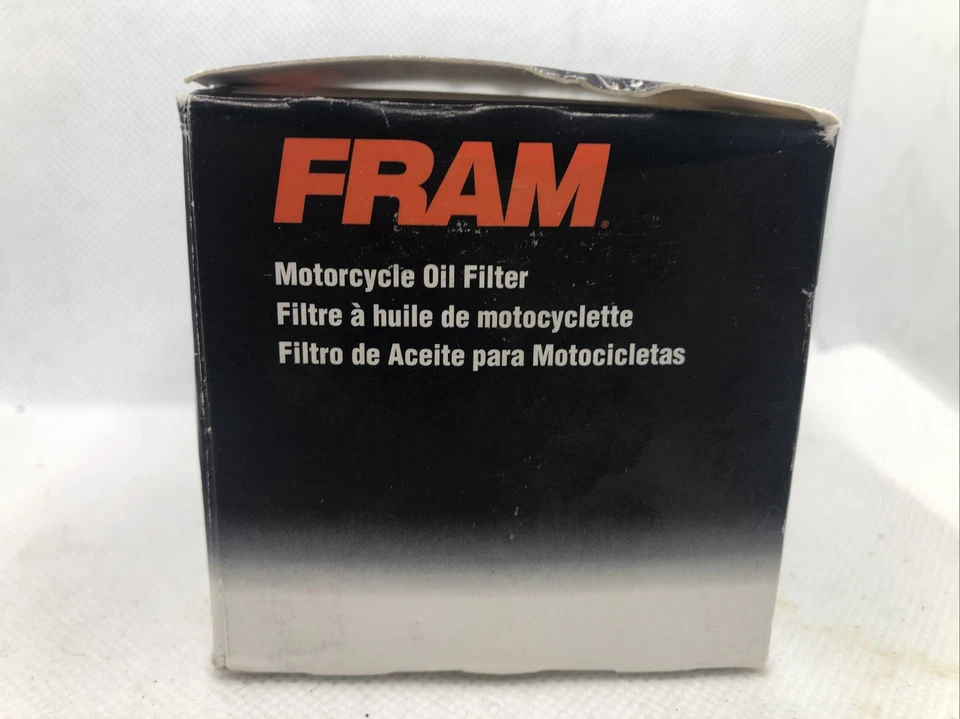 FRAM®
Motorcycle Oil Filter
Filtre à huile de motocyclette
Filtro de Aceite para Motocicletas